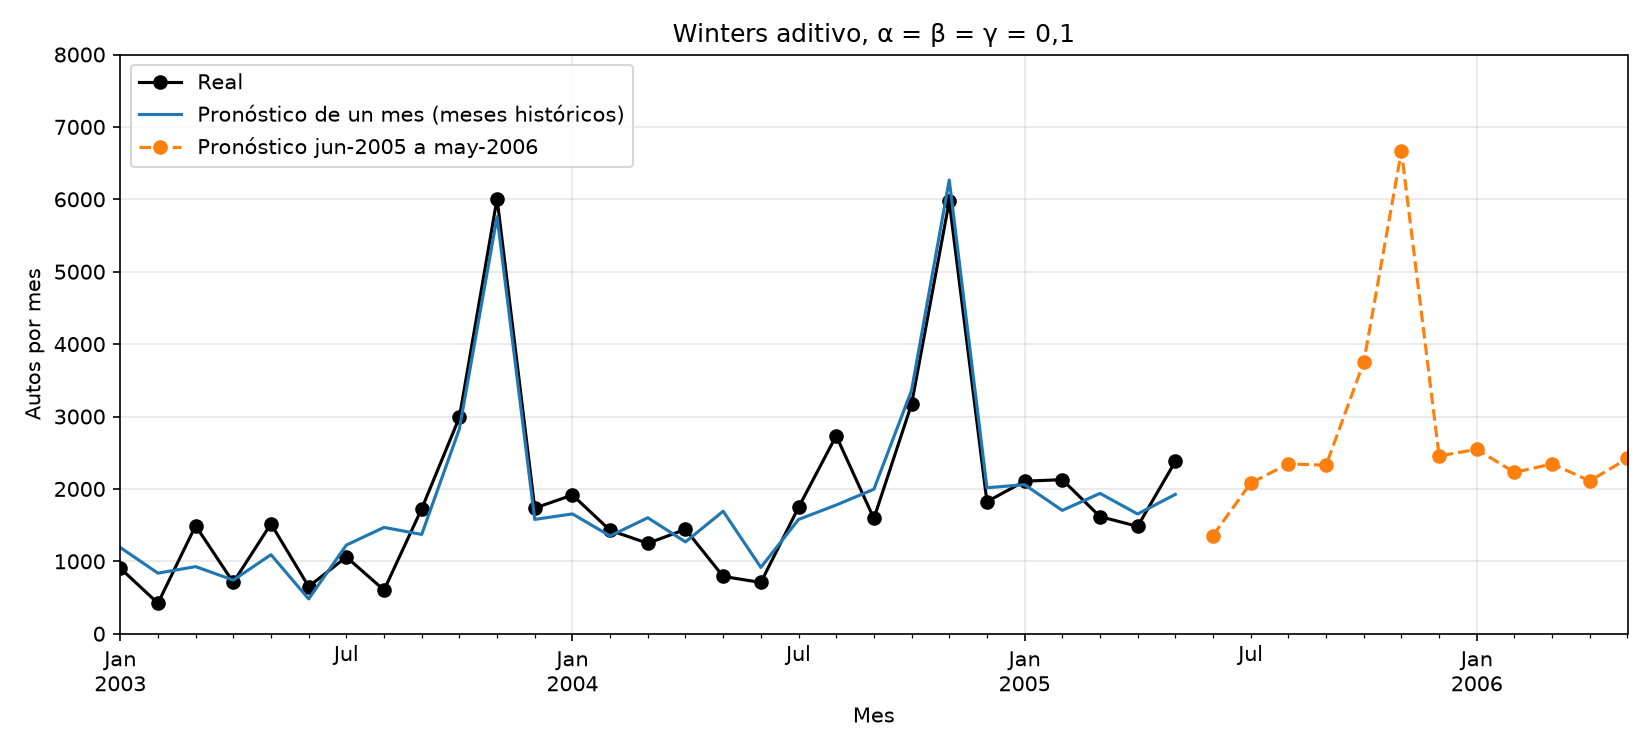 Winters aditivo, α = β = γ = 0,1
8000
7000
6000
5000
4000
3000
2000
1000
0
Autos por mes
Real
Pronóstico de un mes (meses históricos)
Pronóstico jun-2005 a may-2006
Jan
2003
Jul
Jan
2004
Jul
Jan
2005
Jul
Jan
2006
Mes